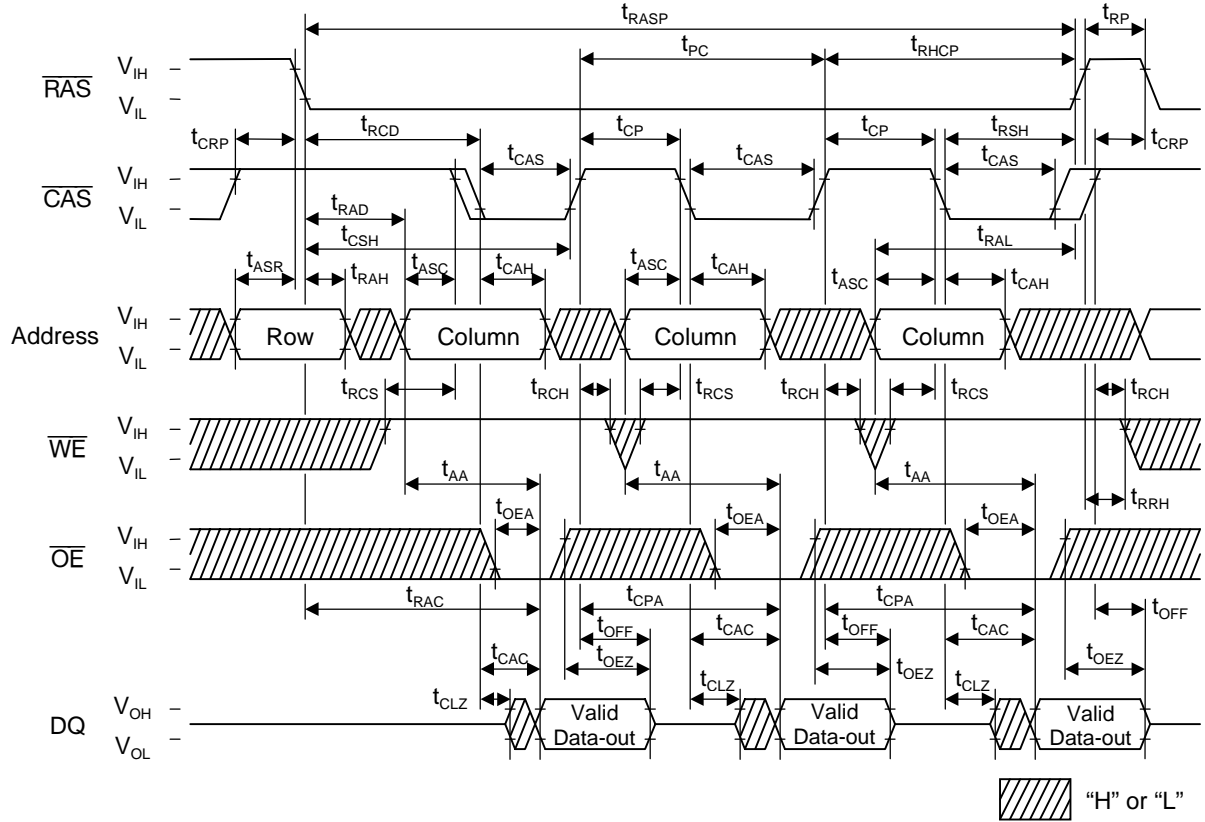 tRASP tRP
tPC tRHCP
RAS VIH
VIL
tCRP tRCD tCP tCP tRSH tCRP
tCAS tCAS tCAS
CAS VIH
VIL
tRAD
tCSH tRAL
tASR tRAH tASC tCAH tASC tCAH tASC tCAH
Address VIH
VIL
Row Column Column Column
tRCS tRCH tRCS tRCH tRCS tRCH
WE VIH
VIL
tAA tAA tAA
tRRH
tOEA tOEA tOEA
OE VIH
VIL
tRAC tCPA tCPA tOFF
tCAC tOFF tCAC tOFF tCAC
tOEZ tOEZ tOEZ
tCLZ tCLZ tCLZ
DQ VOH
VOL
Valid Data-out
Valid Data-out
Valid Data-out
“H” or “L”